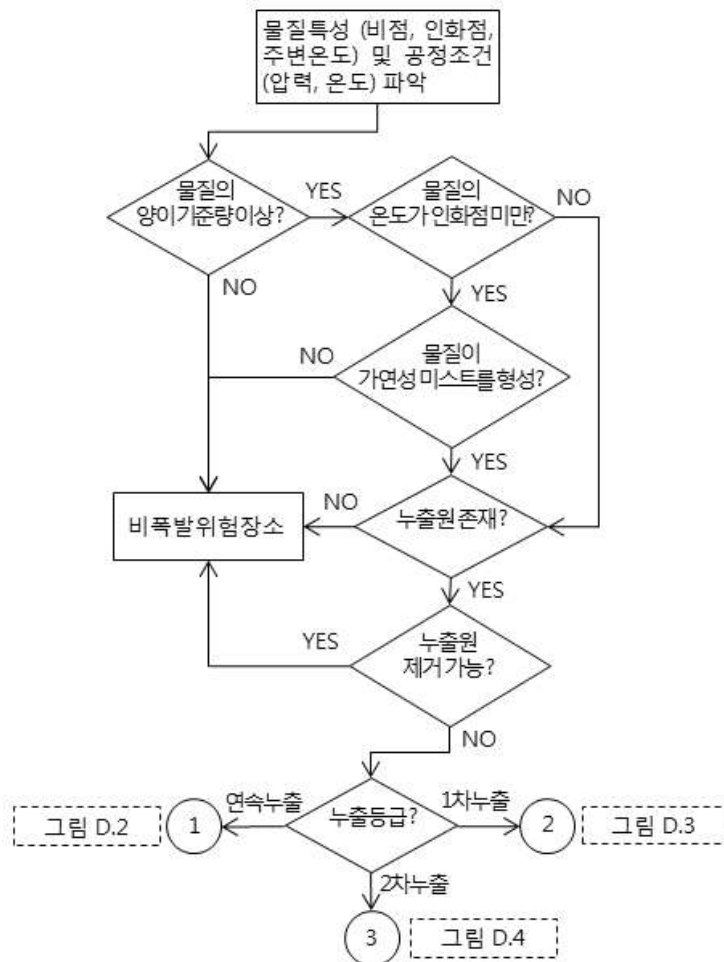 물질특성 (비점, 인화점,
주변온도) 및 공정조건
(압력, 온도) 파악
물질의
양이기준량이상?
YES
물질의
온도가 인화점미만?
NO
NO
YES
NO
물질이
가연성미스트를형성?
YES
비폭발위험장소
NO
누출원존재?
YES
YES
누출원
제거가능?
NO
그림 D.2
1
연속누출
누출등급?
1차누출
2
그림 D.3
2차누출
3
그림 D.4